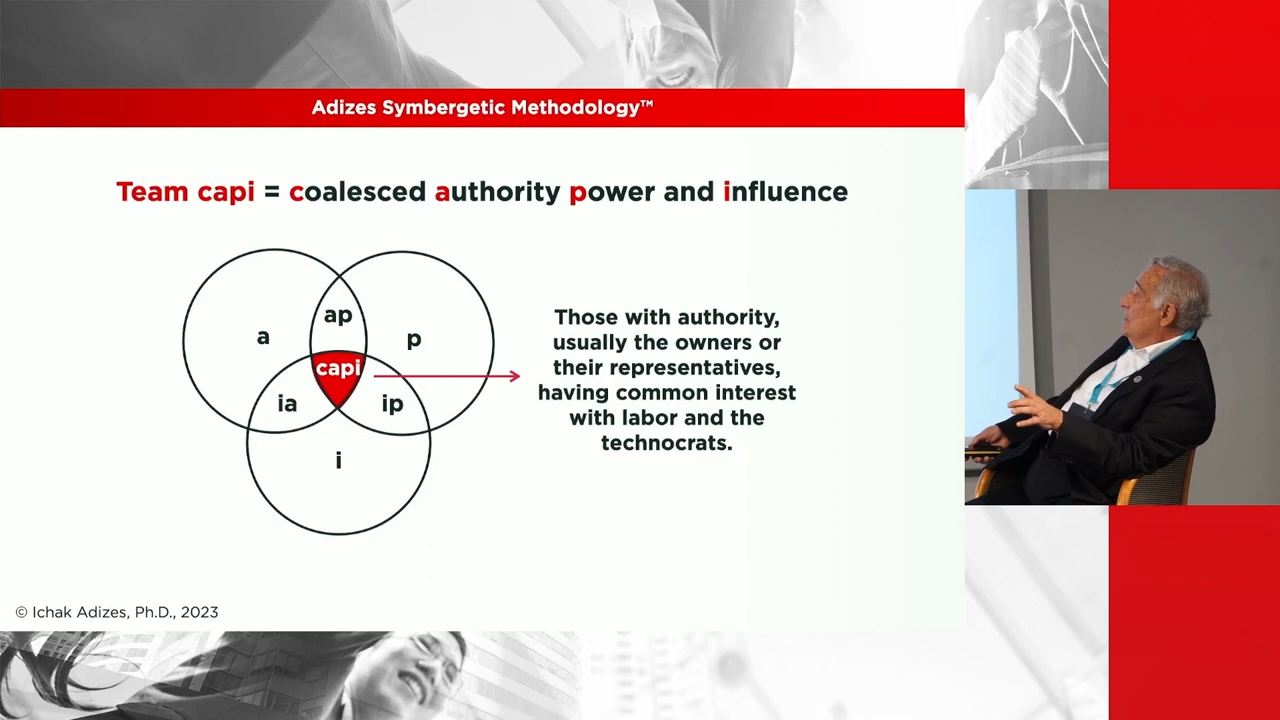 Adizes Symbergetic Methodology™
Team capi = coalesced authority power and influence
a
ap
p
capi
ia
ip
i
Those with authority,
usually the owners or
their representatives,
having common interest
with labor and the
technocrats.
© Ichak Adizes, Ph.D., 2023